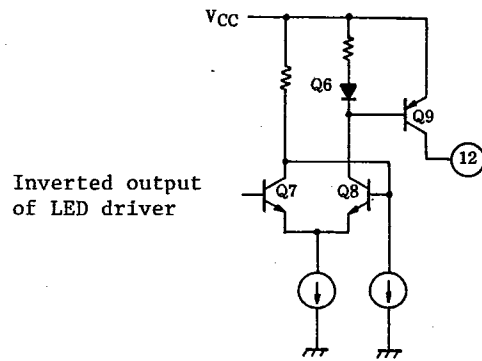 VCC
Q6
Q9
12
Inverted output
of LED driver
Q7
Q8